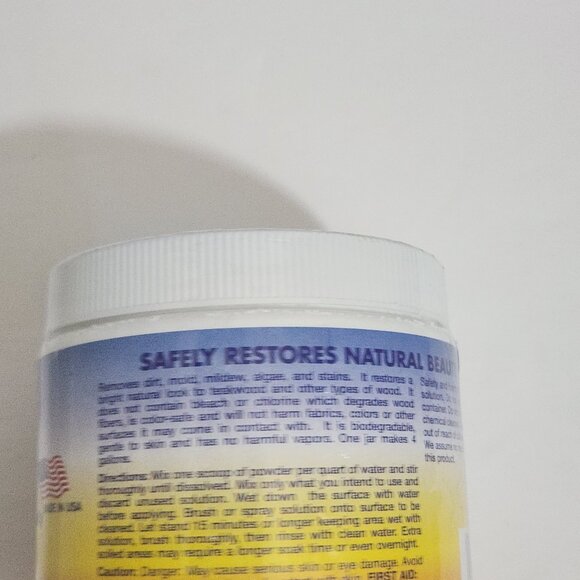 SAFELY RESTORES NATURAL
Removes dirt, mold, mildew, algae, and stains. It restores a
bright natural look to teakwood and other types of wood. It
does not contain bleach or chlorine which degrades wood
fibers, is color-safe and will not harm fabrics, colors or other
surfaces it may come in contact with. It is biodegradable,
gentle to skin and has no harmful vapors. One jar makes 4
gallons.
Directions: Mix one scoop of powder per quart of water and stir
thoroughly until dissolved. Mix only what you intend to use and
discard unused solution. Wet down the surface with water
before applying. Brush or spray solution onto surface to be
cleaned. Let stand 15 minutes or longer keeping area wet with
solution, brush thoroughly, then rinse with clean water. Extra
soiled areas may require a longer soak time or even overnight.
Caution: Danger: May cause serious skin or eye damage. Avoid
with skin. FIRST AID:
Safely and
solution. Do
container. Do
chemical
out of reach
We assume no
this product.
IN USA